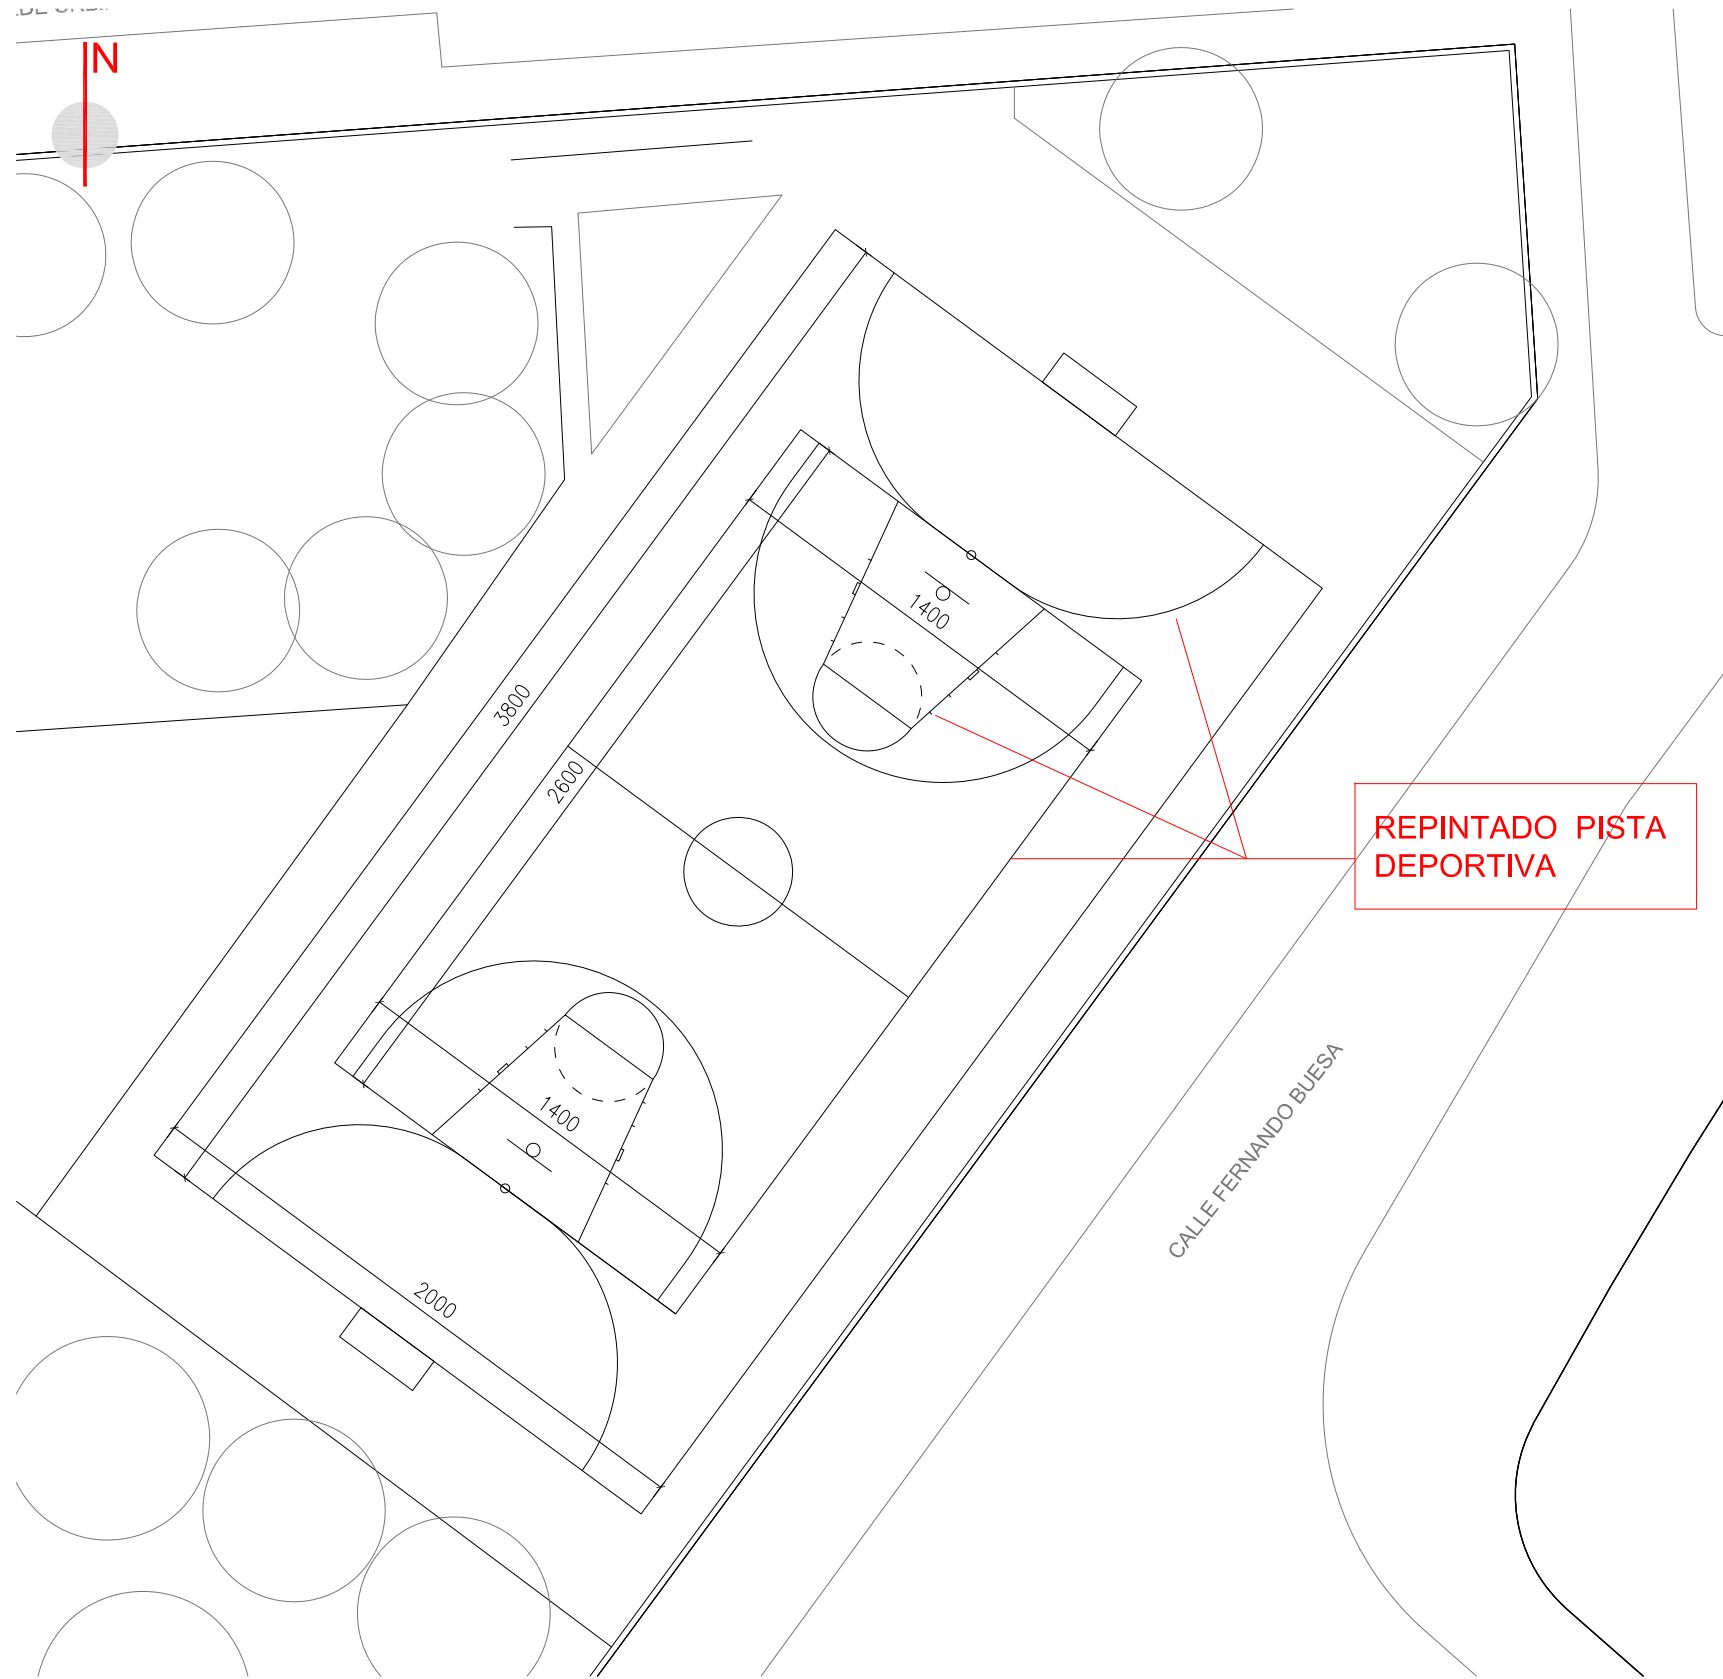 N
1400
3800
2600
REPINTADO PISTA
DEPORTIVA
CALLE FERNANDO BUESA
1400
2000